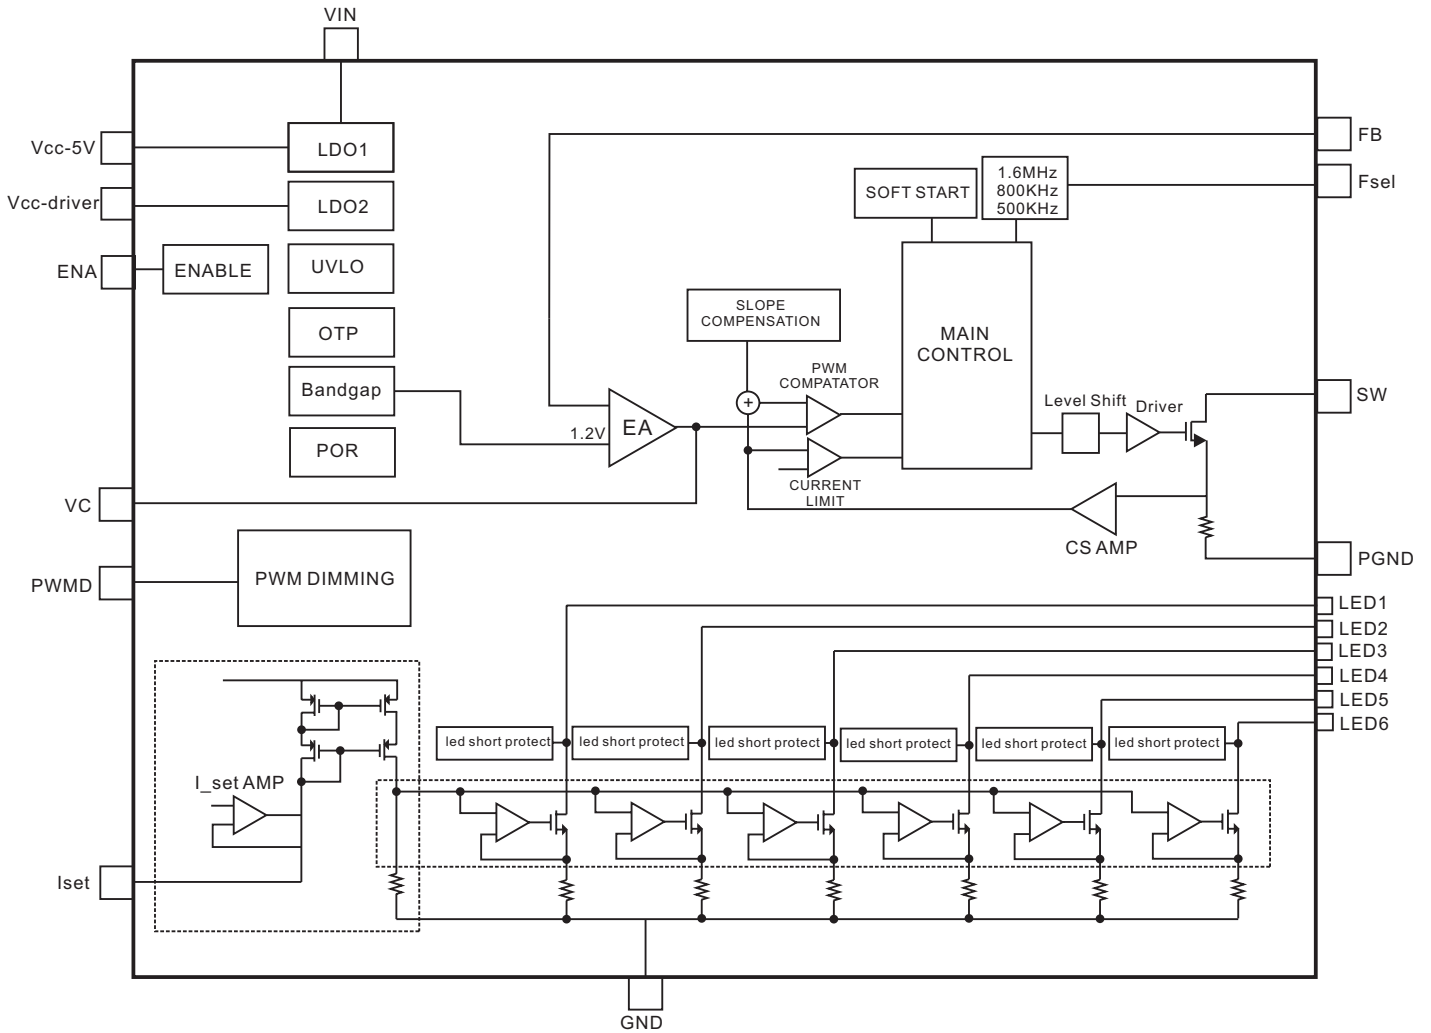 VIN
Vcc-5V
LDO1
FB
1.6MHz
800KHz
500KHz
Fsel
SOFT START
Vcc-driver
LDO2
ENA
ENABLE
UVLO
SLOPE
COMPENSATION
OTP
MAIN
CONTROL
PWM
COMPATATOR
Bandgap
SW
Level Shift
Driver
+
1.2V
EA
POR
CURRENT
LIMIT
VC
CS AMP
PGND
PWMD
PWM DIMMING
LED1
LED2
LED3
LED4
LED5
LED6
led short protect
led short protect
led short protect
led short protect
led short protect
led short protect
I_set AMP
Iset
GND